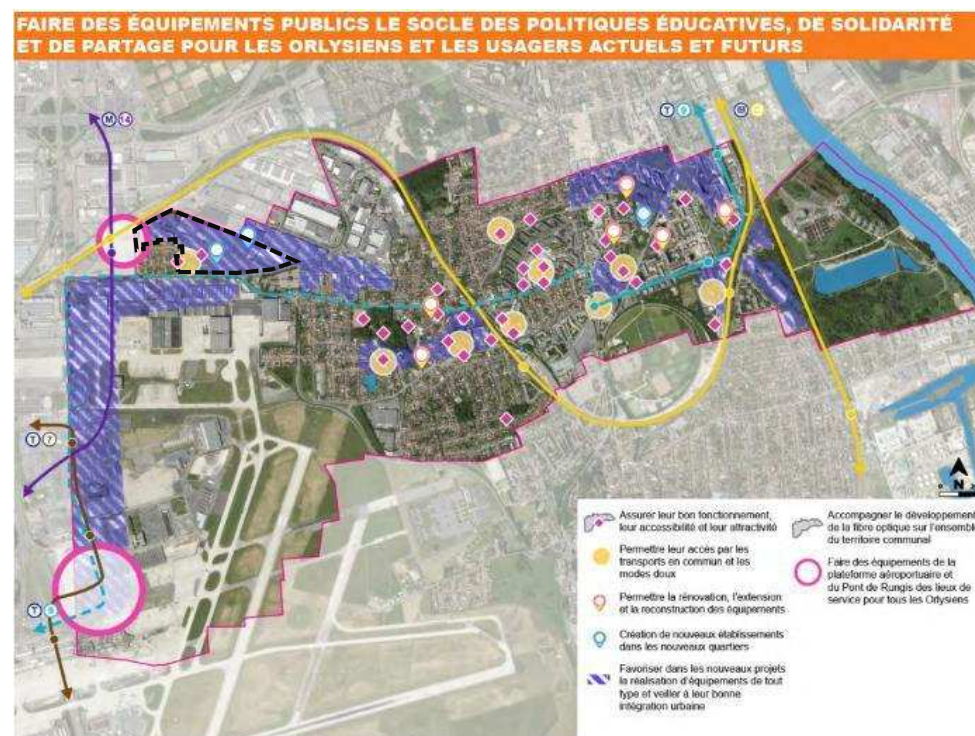 FAIRE DES ÉQUIPEMENTS PUBLICS LE SOCLE DES POLITIQUES ÉDUCATIVES, DE SOLIDARITÉ
ET DE PARTAGE POUR LES ORLYSIENS ET LES USAGERS ACTUELS ET FUTURS
M 14
T 9
C
T 7
T
N
Assurer leur bon fonctionnement,
leur accessibilité et leur attractivité
Permettre leur accès par les
transports en commun et les
modes doux
Permettre la rénovation, l'extension
et la reconstruction des équipements
Création de nouveaux établissements
dans les nouveaux quartiers
Favoriser dans les nouveaux projets
la réalisation d'équipements de tout
type et veiller à leur bonne
intégration urbaine
Accompagner le développemen
de la fibre optique sur l'ensemb
du territoire communal
Faire des équipements de la
plateforme aéroportuaire et
du Pont de Rungis des lieux de
service pour tous les Orlysiens